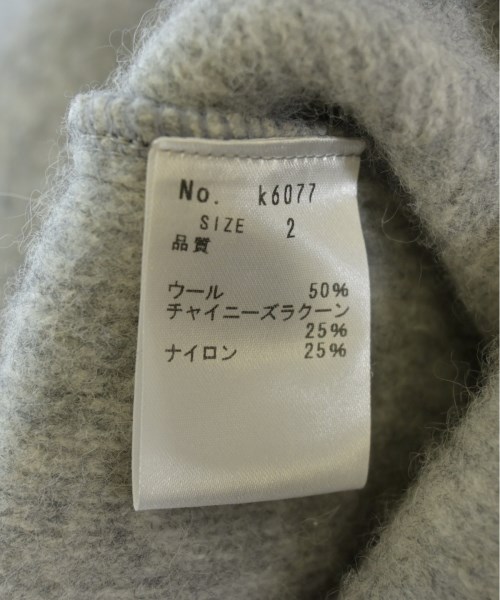 No. k6077
SIZE 2
品質
ウール 50%
チャイニーズラクーン
25%
ナイロン 25%